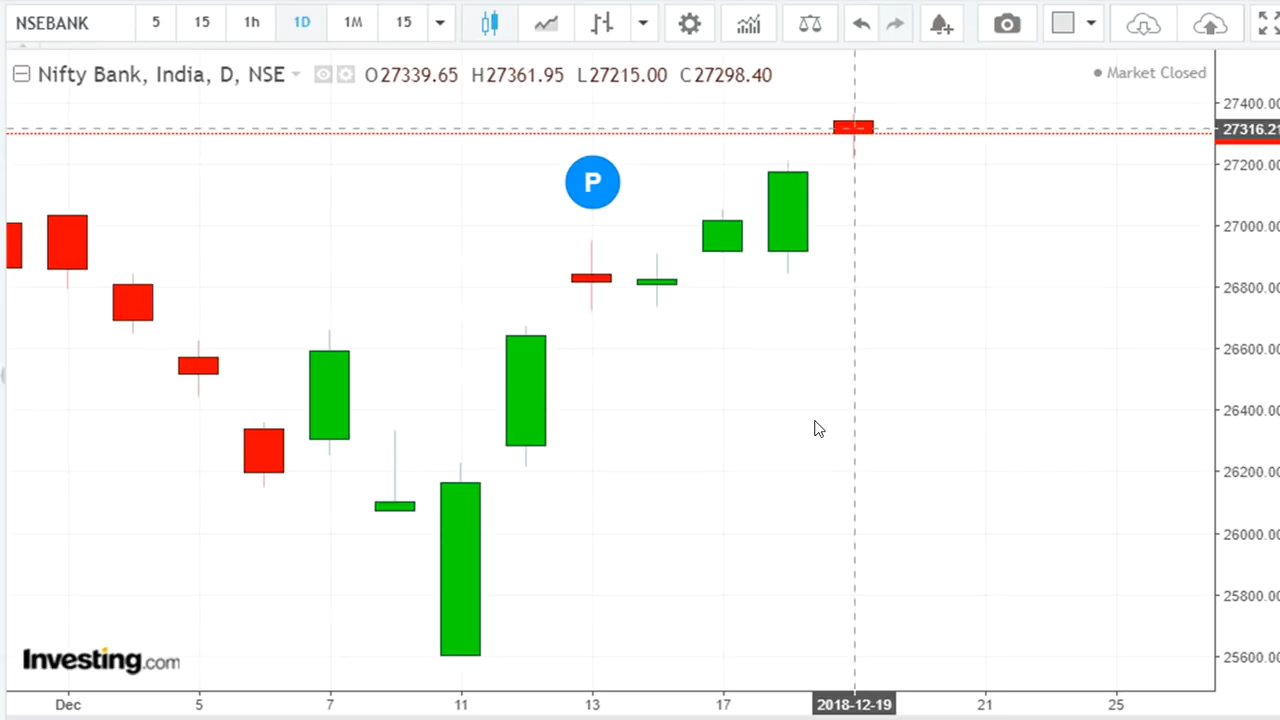 NSEBANK 5 15 1h 1D 1M 15
Nifty Bank, India, D, NSE O27339.65 H27361.95 L27215.00 C27298.40
Market Closed
27400.00
27316.21
27200.00
P
27000.00
26800.00
26600.00
26400.00
26200.00
26000.00
25800.00
25600.00
Investing.com
Dec 5 7 11 13 17 2018-12-19 21 25